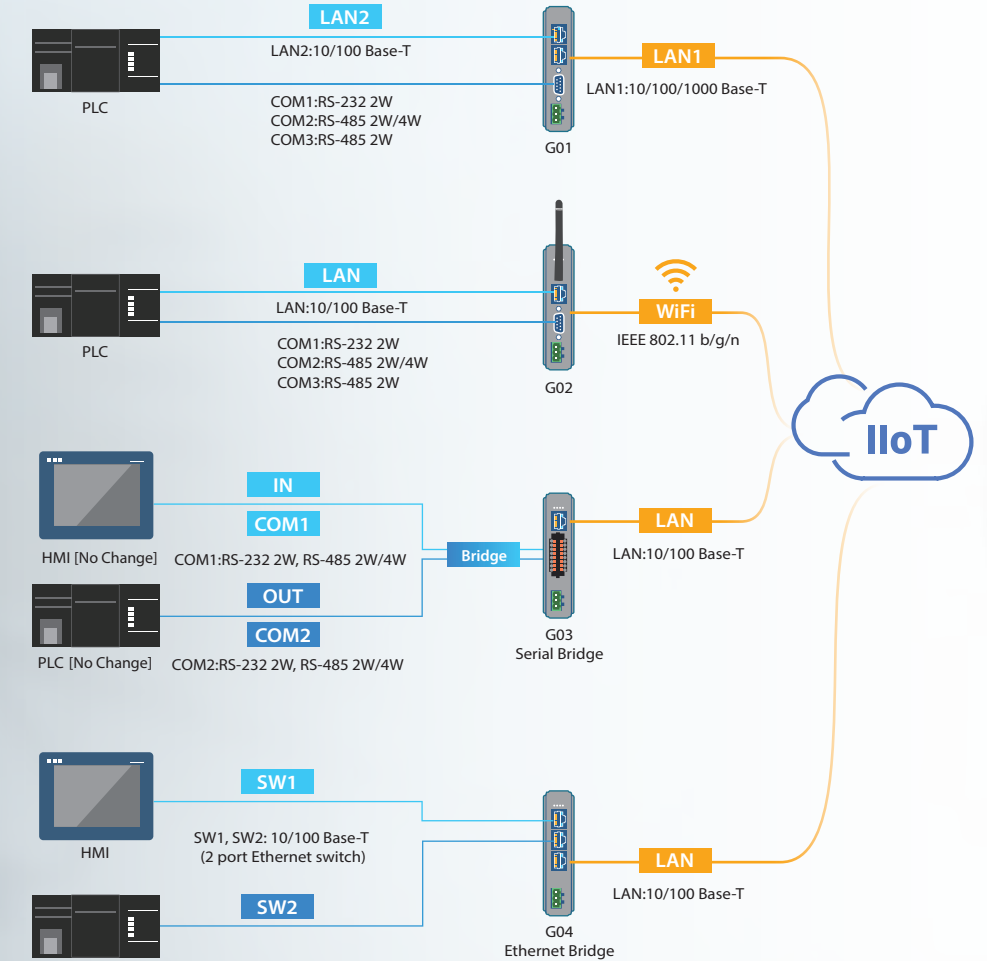 LAN2
LAN2:10/100 Base-T
PLC
COM1:RS-232 2W
COM2:RS-485 2W/4W
COM3:RS-485 2W
G01
LAN1
LAN1:10/100/1000 Base-T
LAN
LAN:10/100 Base-T
PLC
COM1:RS-232 2W
COM2:RS-485 2W/4W
COM3:RS-485 2W
G02
WiFi
IEEE 802.11 b/g/n
IIoT
IN
COM1
HMI [No Change]
COM1:RS-232 2W, RS-485 2W/4W
Bridge
OUT
COM2
PLC [No Change]
COM2:RS-232 2W, RS-485 2W/4W
G03
Serial Bridge
LAN
LAN:10/100 Base-T
SW1
HMI
SW1, SW2: 10/100 Base-T
(2 port Ethernet switch)
SW2
G04
Ethernet Bridge
LAN
LAN:10/100 Base-T